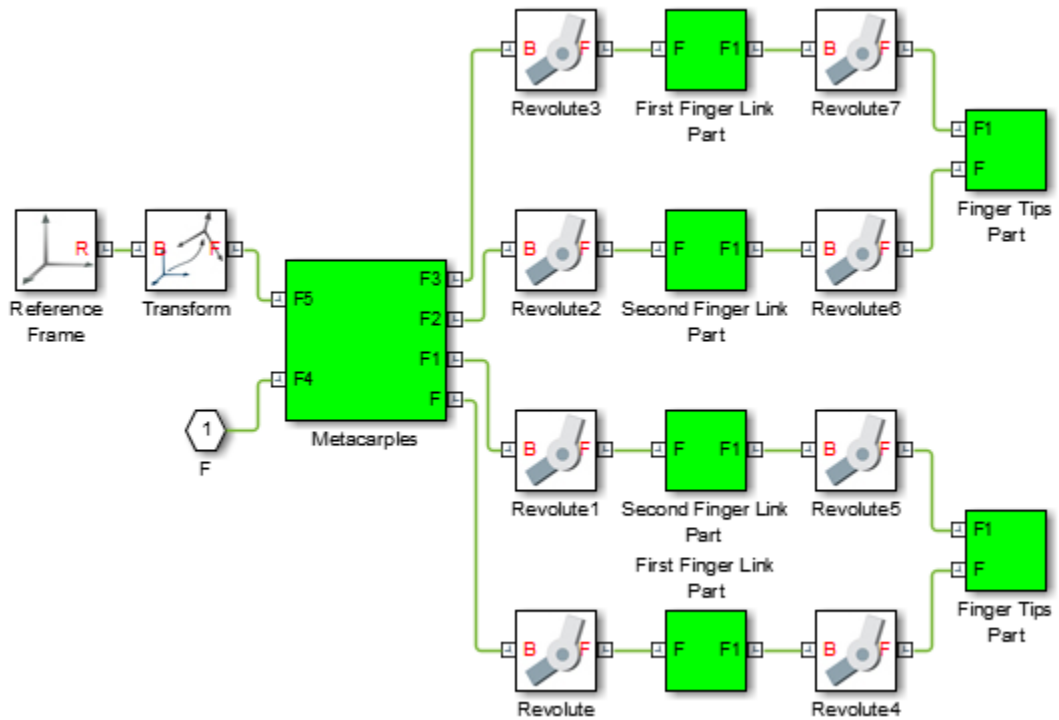 B F
F F1
B F
Revolute3
First Finger Link
Part
Revolute7
F1
F
Finger Tips
Part
R
B F
Reference
Frame
Transform
B F
F F1
B F
Revolute2
Second Finger Link
Part
Revolute6
F5
F4
F3
F2
F1
F
Metacarples
1
F
B F
F F1
B F
Revolute1
Second Finger Link
Part
Revolute5
F1
F
Finger Tips
Part
First Finger Link
Part
B F
F F1
B F
Revolute
Revolute4